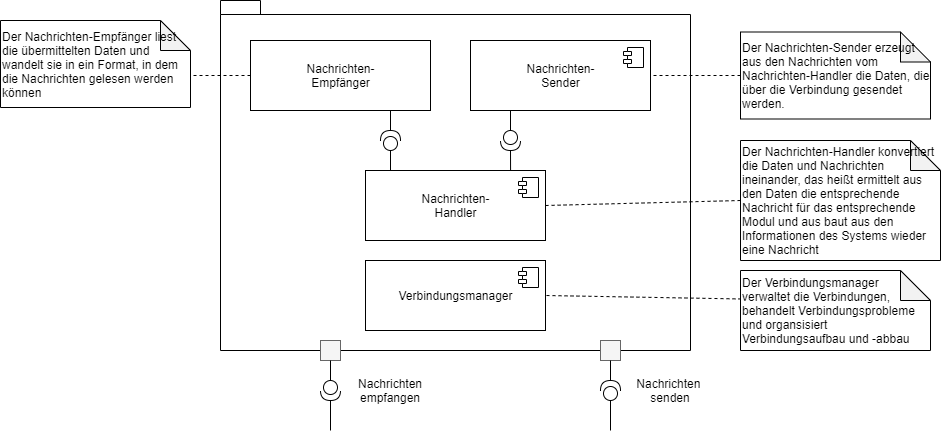 Der Nachrichten-Empfänger liest
die übermittelten Daten und
wandelt sie in ein Format, in dem
die Nachrichten gelesen werden
können
Nachrichten-
Empfänger
Nachrichten-
Sender
Der Nachrichten-Sender erzeugt
aus den Nachrichten vom
Nachrichten-Handler die Daten, die
über die Verbindung gesendet
werden.
Nachrichten-
Handler
Der Nachrichten-Handler konvertiert
die Daten und Nachrichten
ineinander, das heißt ermittelt aus
den Daten die entsprechende
Nachricht für das entsprechende
Modul und aus baut aus den
Informationen des Systems wieder
eine Nachricht
Verbindungsmanager
Der Verbindungsmanager
verwaltet die Verbindungen,
behandelt Verbindungsprobleme
und organsisiert
Verbindungsaufbau und -abbau
Nachrichten
empfangen
Nachrichten
senden